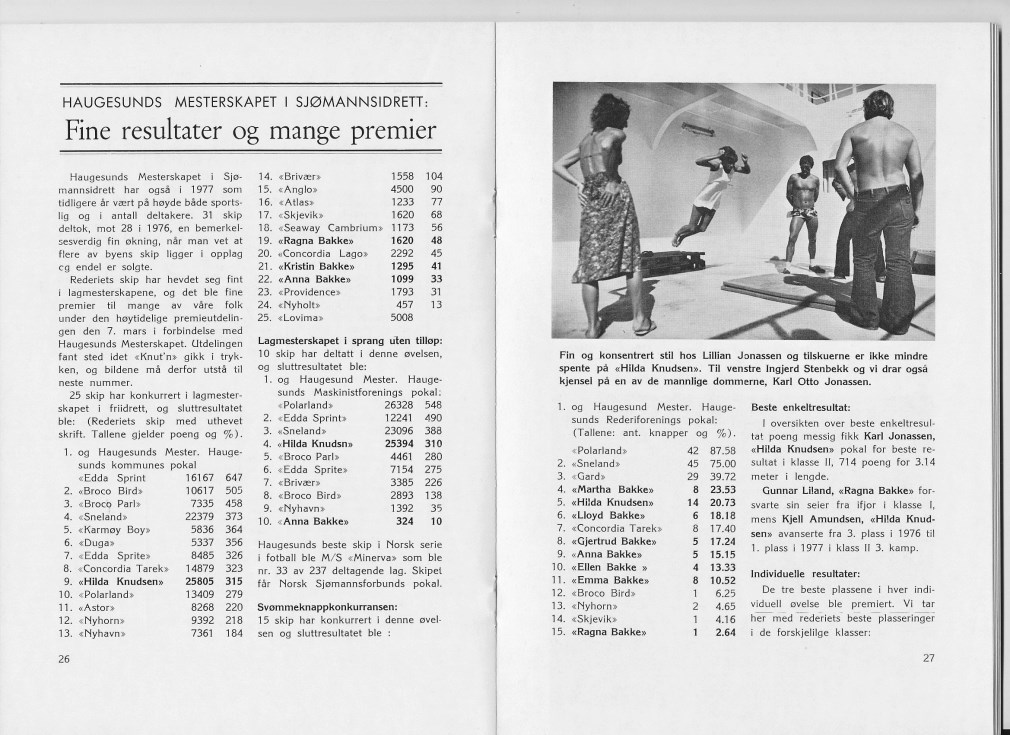 HAUGESUNDS MESTERSKAPET I SJØMANNSIDRETT:
Fine resultater og mange premier
Haugesunds Mesterskapet i Sjø-
mannsidrett har også i 1977 som
tidligere år vært på høyde både sports-
lig og i antall deltakere. 31 skip
deltok, mot 28 i 1976, en bemerkel-
sesverdig fin økning, når man vet at
flere av byens skip ligger i opplag
cg endel er solgte.
Rederiets skip har hevdet seg fint
i lagmesterskapene, og det ble fine
premier til mange av våre folk
under den høytidelige premieutdelin-
gen den 7. mars i forbindelse med
Haugesunds Mesterskapet. Utdelingen
fant sted idet «Knut'n» gikk i tryk-
ken, og bildene må derfor utstå til
neste nummer.
25 skip har konkurrert i lagmester-
skapet i friidrett, og sluttresultatet
ble: (Rederiets skip med uthevet
skrift. Tallene gjelder poeng og %).
1. og Haugesunds Mester. Hauge-
sunds kommunes pokal
«Edda Sprint 16167 647
2. «Broco Bird» 10617 505
3. «Broco Parl» 7335 458
4. «Sneland» 22379 373
5. «Karmøy Boy» 5836 364
6. «Duga» 5337 356
7. «Edda Sprite» 8485 326
8. «Concordia Tarek» 14879 323
9. «Hilda Knudsen» 25805 315
10. «Polarland» 13409 279
11. «Astor» 8268 220
12. «Nyhorn» 9392 218
13. «Nyhavn» 7361 184
14. «Brivær» 1558 104
15. «Anglo» 4500 90
16. «Atlas» 1233 77
17. «Skjevik» 1620 68
18. «Seaway Cambrium» 1173 56
19. «Ragna Bakke» 1620 48
20. «Concordia Lago» 2292 45
21. «Kristin Bakke» 1295 41
22. «Anna Bakke» 1099 33
23. «Providence» 1793 31
24. «Nyholt» 457 13
25. «Lovima» 5008
Lagmesterskapet i sprang uten tilløp:
10 skip har deltatt i denne øvelsen,
og sluttresultatet ble:
1. og Haugesund Mester. Hauge-
sunds Maskinistforenings pokal:
«Polarland» 26328 548
2. «Edda Sprint» 12241 490
3. «Sneland» 23096 388
4. «Hilda Knudsn» 25394 310
5. «Broco Parl» 4461 280
6. «Edda Sprite» 7154 275
7. «Brivær» 3385 226
8. «Broco Bird» 2893 138
9. «Nyhavn» 1392 35
10. «Anna Bakke» 324 10
Haugesunds beste skip i Norsk serie
i fotball ble M/S «Minerva» som ble
nr. 33 av 237 deltagende lag. Skipet
får Norsk Sjømannsforbunds pokal.
Svømmeknappkonkurransen:
15 skip har konkurrert i denne øvel-
sen og sluttresultatet ble :
26
Fin og konsentrert stil hos Lillian Jonassen og tilskuerne er ikke mindre
spente på «Hilda Knudsen». Til venstre Ingjerd Stenbekk og vi drar også
kjensel på en av de mannlige dommerne, Karl Otto Jonassen.
1. og Haugesund Mester. Hauge-
sunds Rederiforenings pokal:
(Tallene: ant. knapper og %).
«Polarland» 42 87.58
2. «Sneland» 45 75.00
3. «Gard» 29 39.72
4. «Martha Bakke» 8 23.53
5. «Hilda Knudsen» 14 20.73
6. «Lloyd Bakke» 6 18.18
7. «Concordia Tarek» 8 17.40
8. «Gjertrud Bakke» 5 17.24
9. «Anna Bakke» 5 15.15
10. «Ellen Bakke » 4 13.33
11. «Emma Bakke» 8 10.52
12. «Broco Bird» 1 6.25
13. «Nyhorn» 2 4.65
14. «Skjevik» 1 4.16
15. «Ragna Bakke» 1 2.64
Beste enkeltresultat:
I oversikten over beste enkeltresul-
tat poeng messig fikk Karl Jonassen,
«Hilda Knudsen» pokal for beste re-
sultat i klasse II, 714 poeng for 3.14
meter i lengde.
Gunnar Liland, «Ragna Bakke» for-
svarte sin seier fra ifjor i klasse I,
mens Kjell Amundsen, «Hilda Knud-
sen» avanserte fra 3. plass i 1976 til
1. plass i 1977 i klass II 3. kamp.
Individuelle resultater:
De tre beste plassene i hver indi-
viduell øvelse ble premiert. Vi tar
her med rederiets beste plasseringer
i de forskjelilge klasser:
27